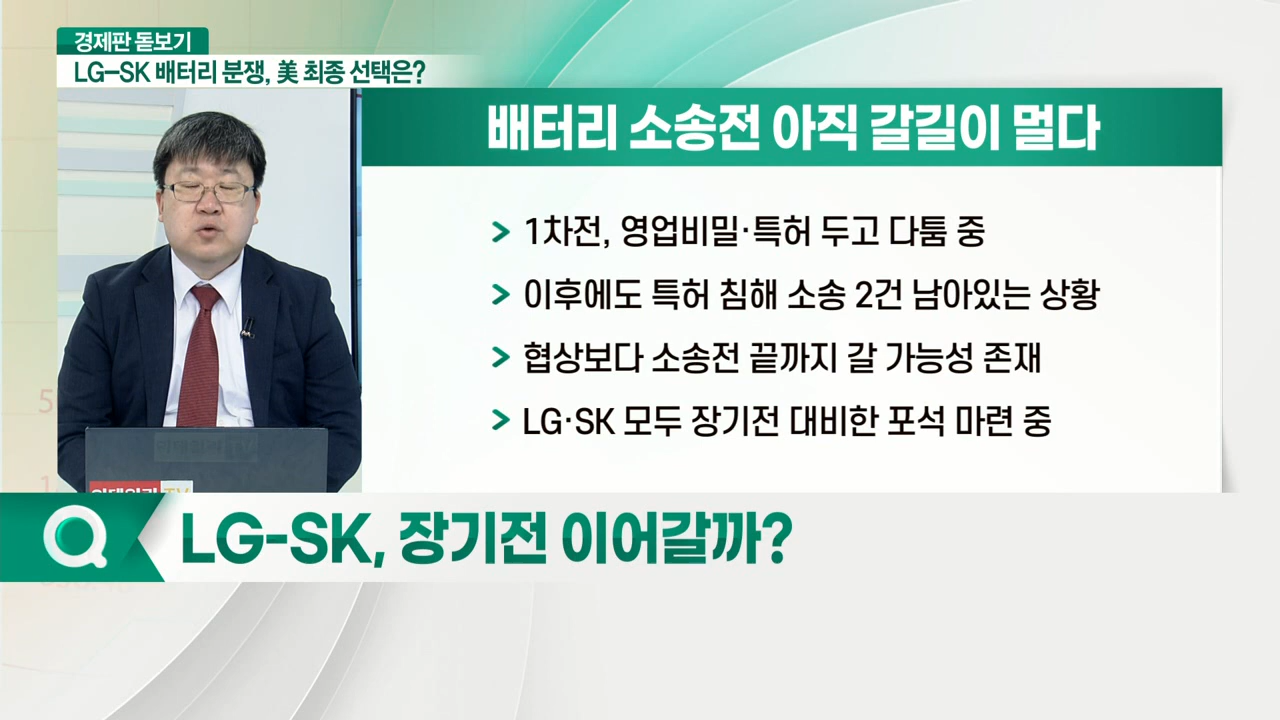 경제판 돋보기
LG-SK 배터리 분쟁, 美 최종 선택은?
배터리 소송전 아직 갈길이 멀다
> 1차전, 영업비밀·특허 두고 다툼 중
> 이후에도 특허 침해 소송 2건 남아있는 상황
> 협상보다 소송전 끝까지 갈 가능성 존재
> LG·SK 모두 장기전 대비한 포석 마련 중
이데일리 TV
LG-SK, 장기전 이어갈까?